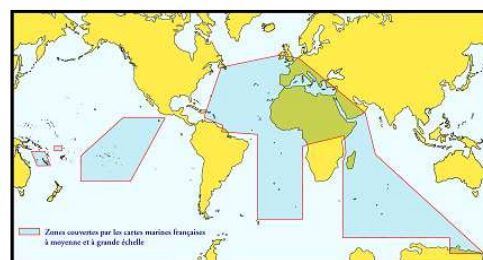 Zones couvertes par les cartes marines françaises
à moyenne et à grande échelle